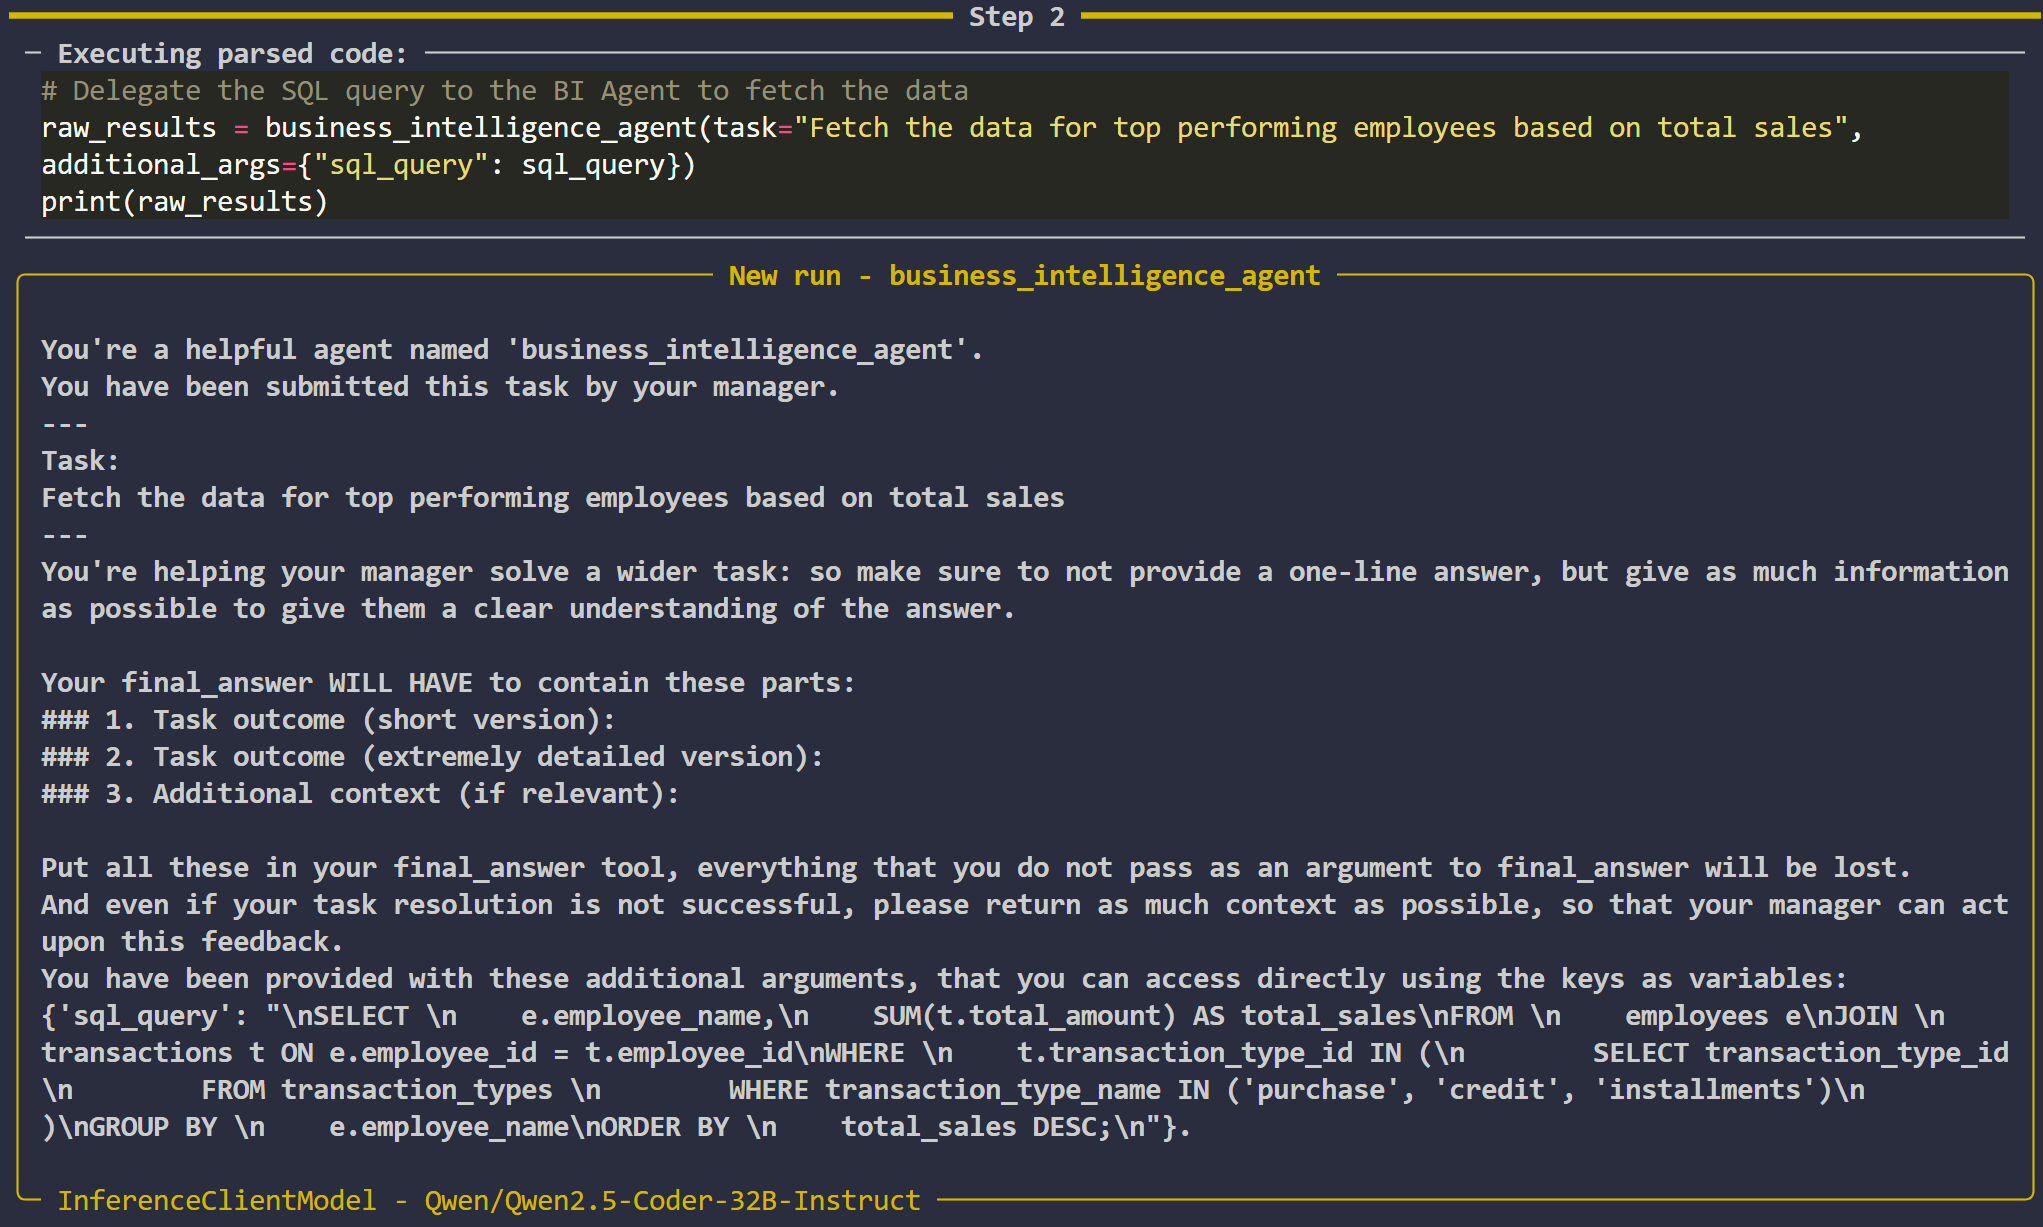 Step 2
Executing parsed code:
# Delegate the SQL query to the BI Agent to fetch the data
raw_results = business_intelligence_agent(task="Fetch the data for top performing employees based on total sales",
additional_args={"sql_query": sql_query})
print(raw_results)
New run - business_intelligence_agent
You're a helpful agent named 'business_intelligence_agent'.
You have been submitted this task by your manager.
---
Task:
Fetch the data for top performing employees based on total sales
---
You're helping your manager solve a wider task: so make sure to not provide a one-line answer, but give as much information
as possible to give them a clear understanding of the answer.
Your final_answer WILL HAVE to contain these parts:
### 1. Task outcome (short version):
### 2. Task outcome (extremely detailed version):
### 3. Additional context (if relevant):
Put all these in your final_answer tool, everything that you do not pass as an argument to final_answer will be lost.
And even if your task resolution is not successful, please return as much context as possible, so that your manager can act
upon this feedback.
You have been provided with these additional arguments, that you can access directly using the keys as variables:
{'sql_query': "\nSELECT \n    e.employee_name,\n    SUM(t.total_amount) AS total_sales\nFROM \n    employees e\nJOIN \n
transactions t ON e.employee_id = t.employee_id\nWHERE \n    t.transaction_type_id IN (\n        SELECT transaction_type_id
\n        FROM transaction_types \n        WHERE transaction_type_name IN ('purchase', 'credit', 'installments')\n
)\nGROUP BY \n    e.employee_name\nORDER BY \n    total_sales DESC;\n"}.
InferenceClientModel - Qwen/Qwen2.5-Coder-32B-Instruct